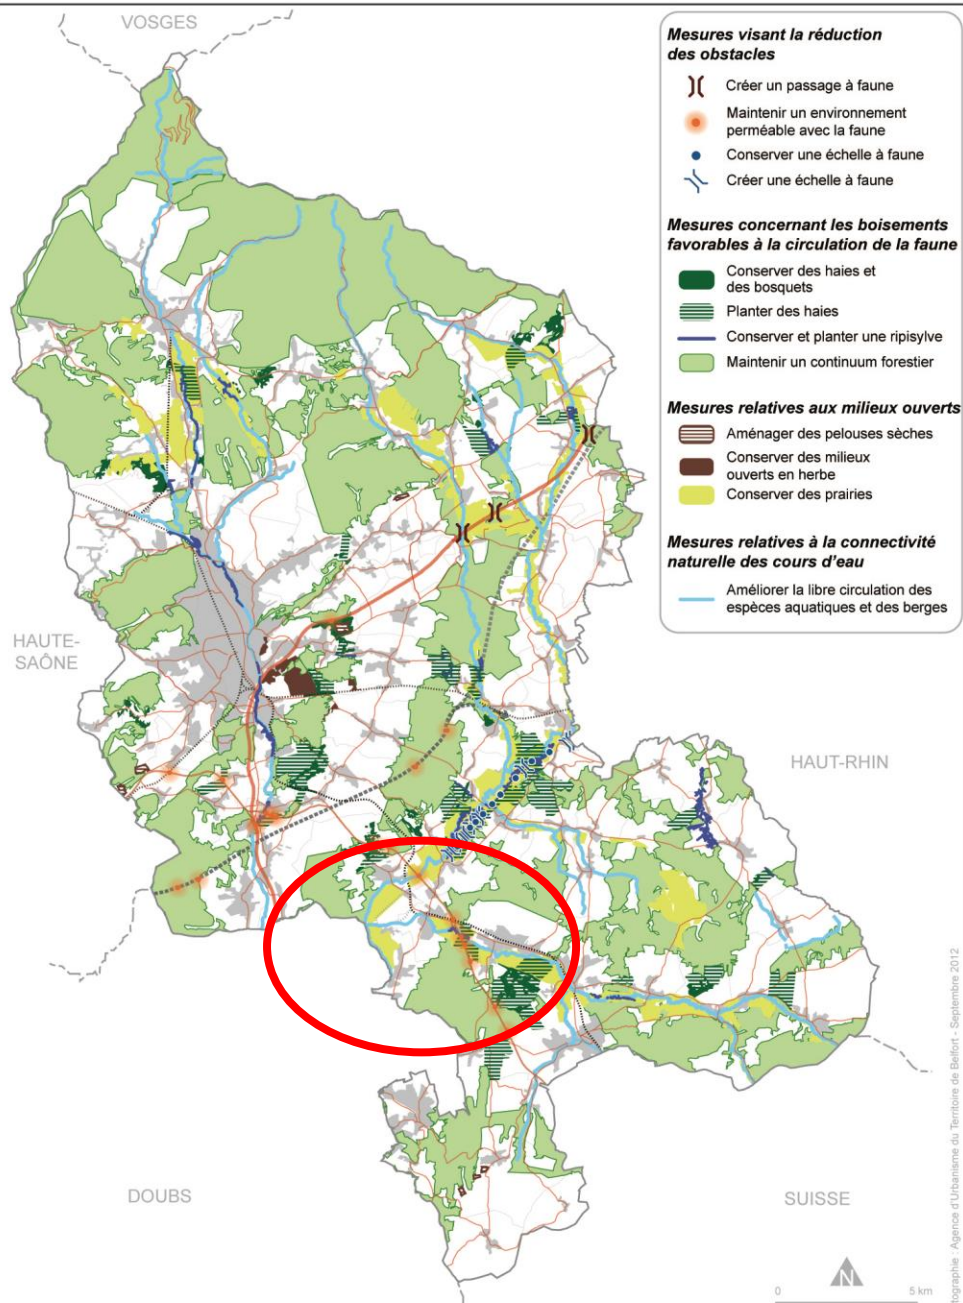 VOSGES
Mesures visant la réduction
des obstacles
Créer un passage à faune
Maintenir un environnement
perméable avec la faune
Conserver une échelle à faune
Créer une échelle à faune
Mesures concernant les boisements
favorables à la circulation de la faune
Conserver des haies et
des bosquets
Planter des haies
Conserver et planter une ripisylve
Maintenir un continuum forestier
Mesures relatives aux milieux ouverts
Aménager des pelouses sèches
Conserver des milieux
ouverts en herbe
Conserver des prairies
Mesures relatives à la connectivité
naturelle des cours d'eau
Améliorer la libre circulation des
espèces aquatiques et des berges
HAUTE-
SAÔNE
HAUT-RHIN
DOUBS
SUISSE
N
0 5 km
tographie : Agence d'Urbanisme du Territoire de Belfort - Septembre 2012